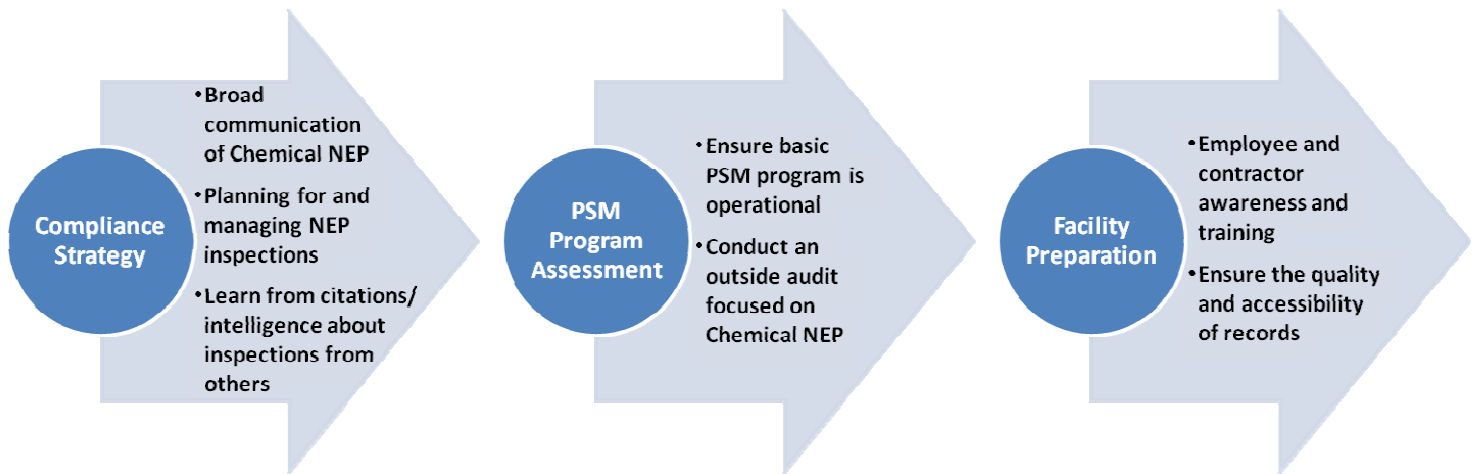 Compliance
Strategy
•Broad
communication
of Chemical NEP
•Planning for and
managing NEP
inspections
•Learn from citations/
intelligence about
inspections from
others
PSM
Program
Assessment
•Ensure basic
PSM program is
operational
•Conduct an
outside audit
focused on
Chemical NEP
Facility
Preparation
•Employee and
contractor
awareness and
training
•Ensure the quality
and accessibility
of records